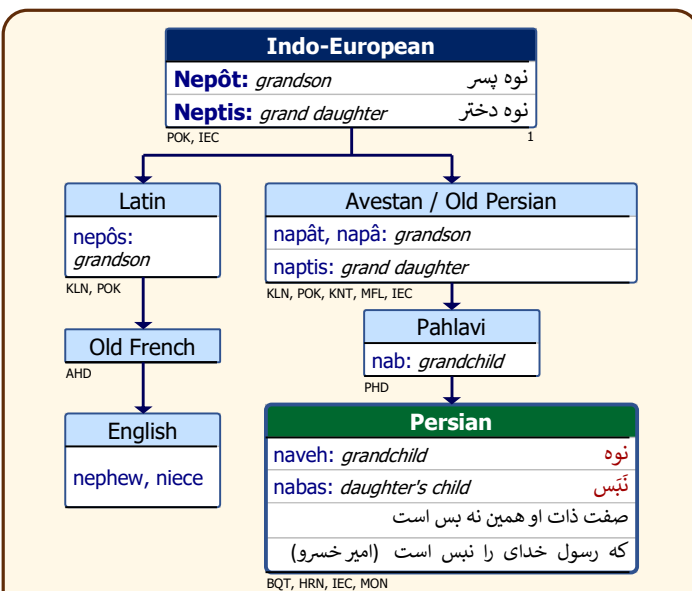 Indo-European
Nepôt: grandson نوه پسر
Neptis: grand daughter نوه دختر
POK, IEC 1
Latin
nepôs:
grandson
KLN, POK
Avestan / Old Persian
napât, napâ: grandson
naptis: grand daughter
KLN, POK, KNT, MFL, IEC
Old French
AHD
Pahlavi
nab: grandchild
PHD
English
nephew, niece
Persian
naveh: grandchild نوه
nabas: daughter's child نَبَس
صفت ذات او همین نه بس است
که رسول خدای را نبس است (امیر خسرو)
BQT, HRN, IEC, MON